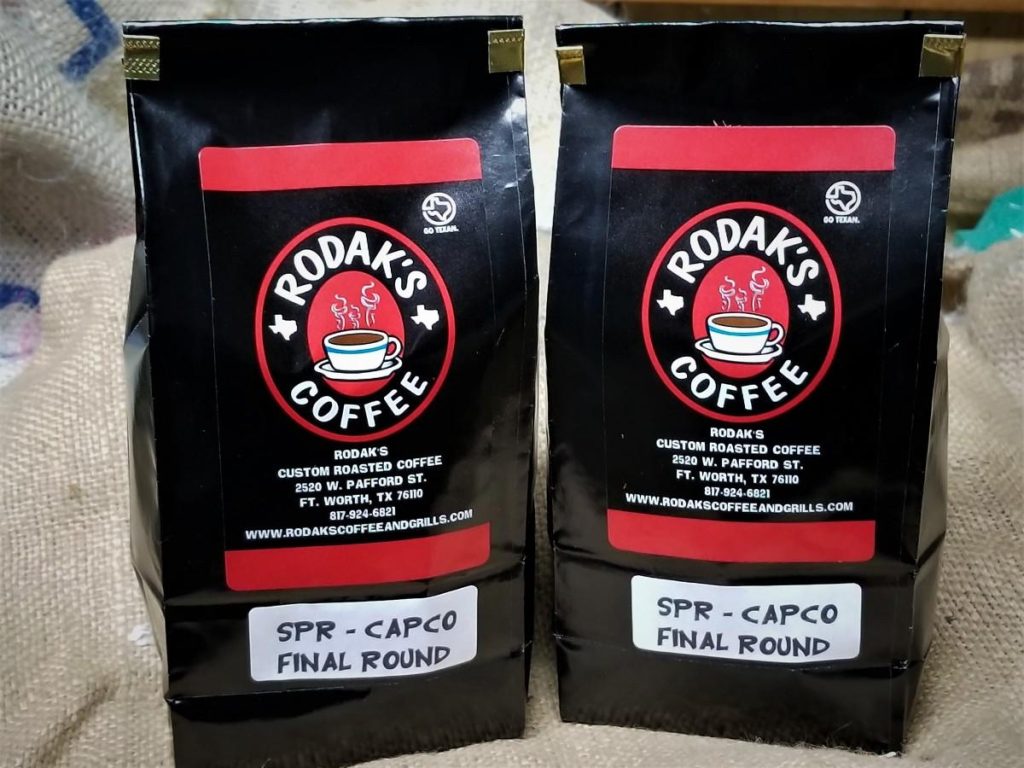 GO TEXAN.
RODAK'S
COFFEE
RODAK'S
CUSTOM ROASTED COFFEE
2520 W. PAFFORD ST.
FT. WORTH, TX 76110
817-924-6821
WWW.RODAKSCOFFEEANDGRILLS.COM
SPR - CAPCO
FINAL ROUND
GO TEXAN.
RODAK'S
COFFEE
RODAK'S
CUSTOM ROASTED COFFEE
2520 W. PAFFORD ST.
FT. WORTH, TX 76110
817-924-6821
WWW.RODAKSCOFFEEANDGRILLS.COM
SPR - CAPCO
FINAL ROUND